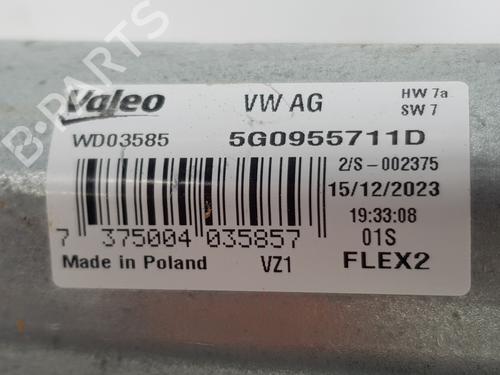 B-PARTS
Valeo VW AG HW 7a
SW 7
WD03585 5G0955711D
2/S-002375
15/12/2023
19:33:08
7 375004 035857 01S
Made in Poland VZ1 FLEX2